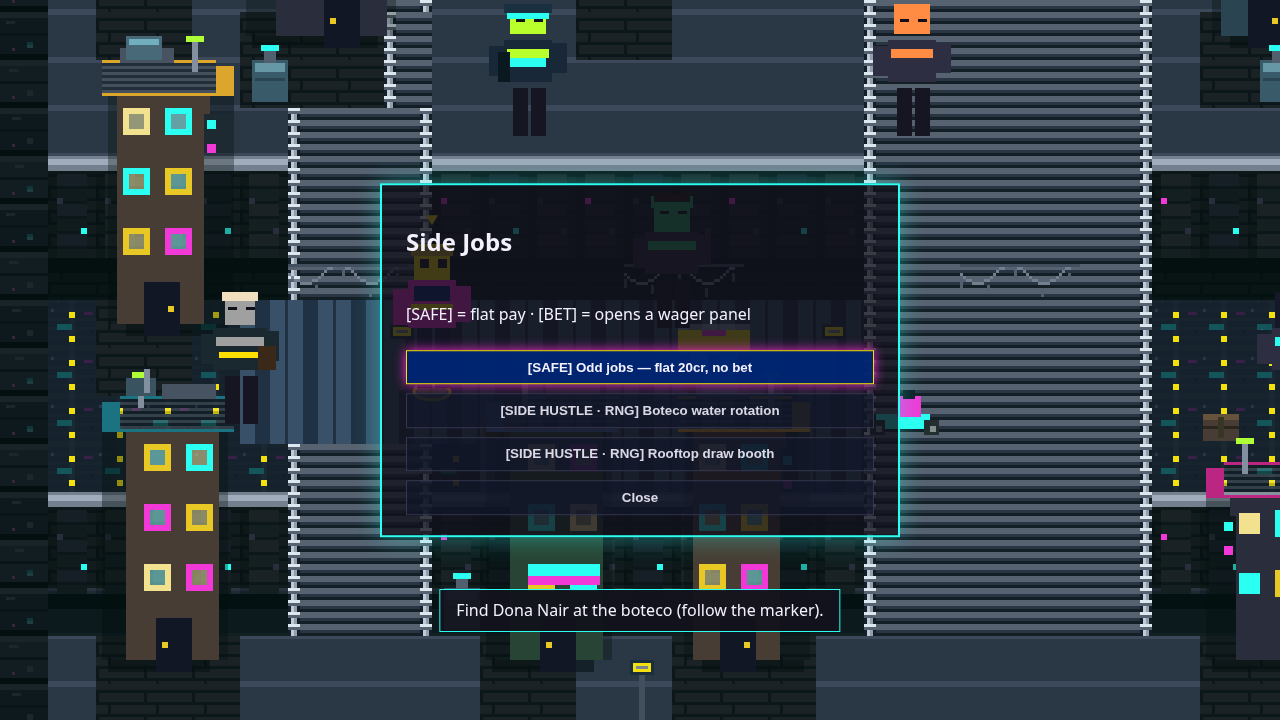 Side Jobs
[SAFE] = flat pay · [BET] = opens a wager panel
[SAFE] Odd jobs — flat 20cr, no bet
[SIDE HUSTLE · RNG] Boteco water rotation
[SIDE HUSTLE · RNG] Rooftop draw booth
Close
Find Dona Nair at the boteco (follow the marker).